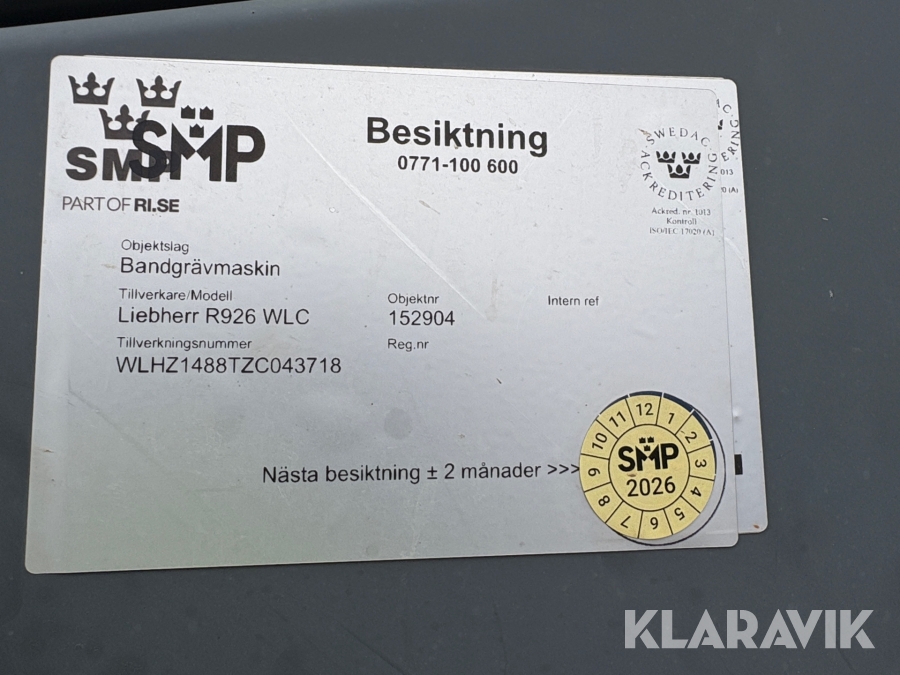 SMP
SMP
PART OF RI.SE
Besiktning
0771-100 600
SWEDAC
ACKREDITERING
Ackred. nr. 1013
Kontroll
ISO/IEC 17020 (A)
Objektslag
Bandgrävmaskin
Tillverkare/Modell
Liebherr R926 WLC
Objektnr
152904
Intern ref
Tillverkningsnummer
WLHZ1488TZC043718
Reg.nr
Nästa besiktning ± 2 månader >>>
12 1 2 3 4 5 6 7 8 9 10 11
SMP
2026
KLARAVIK